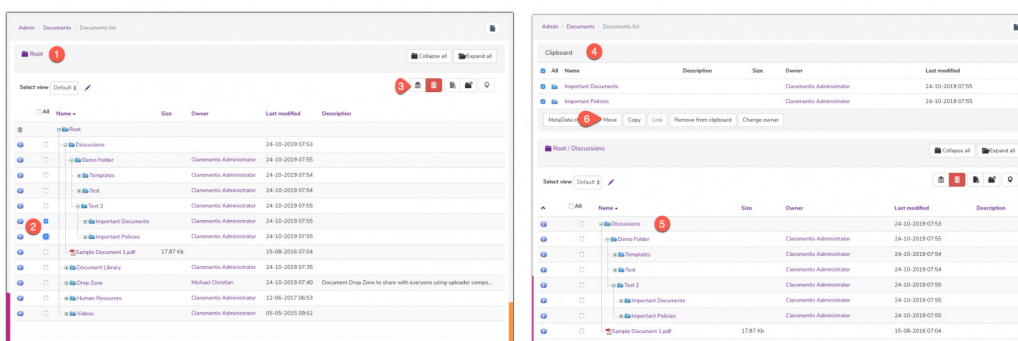 Admin / Documents / Documents list
Root 1
Collapse all Expand all
Select view Default
3
All Name Size Owner Last modified Description
Root
Discussions 24-10-2019 07:53
Demo Folder Claromentis Administrator 24-10-2019 07:55
Templates Claromentis Administrator 24-10-2019 07:54
Test Claromentis Administrator 24-10-2019 07:54
Test 2 Claromentis Administrator 24-10-2019 07:55
2
Important Documents Claromentis Administrator 24-10-2019 07:55
Important Policies Claromentis Administrator 24-10-2019 07:55
Sample Document 1.pdf 17.87 Kb 15-08-2016 07:04
Document Library Claromentis Administrator 24-10-2019 07:35
Drop Zone Michael Christian 24-10-2019 07:40 Document Drop Zone to share with everyone using uploader compo...
Human Resources Claromentis Administrator 12-06-2017 06:53
Videos Claromentis Administrator 05-05-2015 09:52
Admin / Documents / Documents list
Clipboard 4
All Name Description Size Owner Last modified
Important Documents Claromentis Administrator 24-10-2019 07:55
Important Policies Claromentis Administrator 24-10-2019 07:55
MetaData 6 Move Copy Link Remove from clipboard Change owner
Root / Discussions
Collapse all Expand all
Select view Default
All Name Size Owner Last modified Description
Discussions 5 24-10-2019 07:53
Demo Folder Claromentis Administrator 24-10-2019 07:55
Templates Claromentis Administrator 24-10-2019 07:54
Test Claromentis Administrator 24-10-2019 07:54
Test 2 Claromentis Administrator 24-10-2019 07:55
Important Documents Claromentis Administrator 24-10-2019 07:55
Important Policies Claromentis Administrator 24-10-2019 07:55
Sample Document 1.pdf 17.87 Kb 15-08-2016 07:04